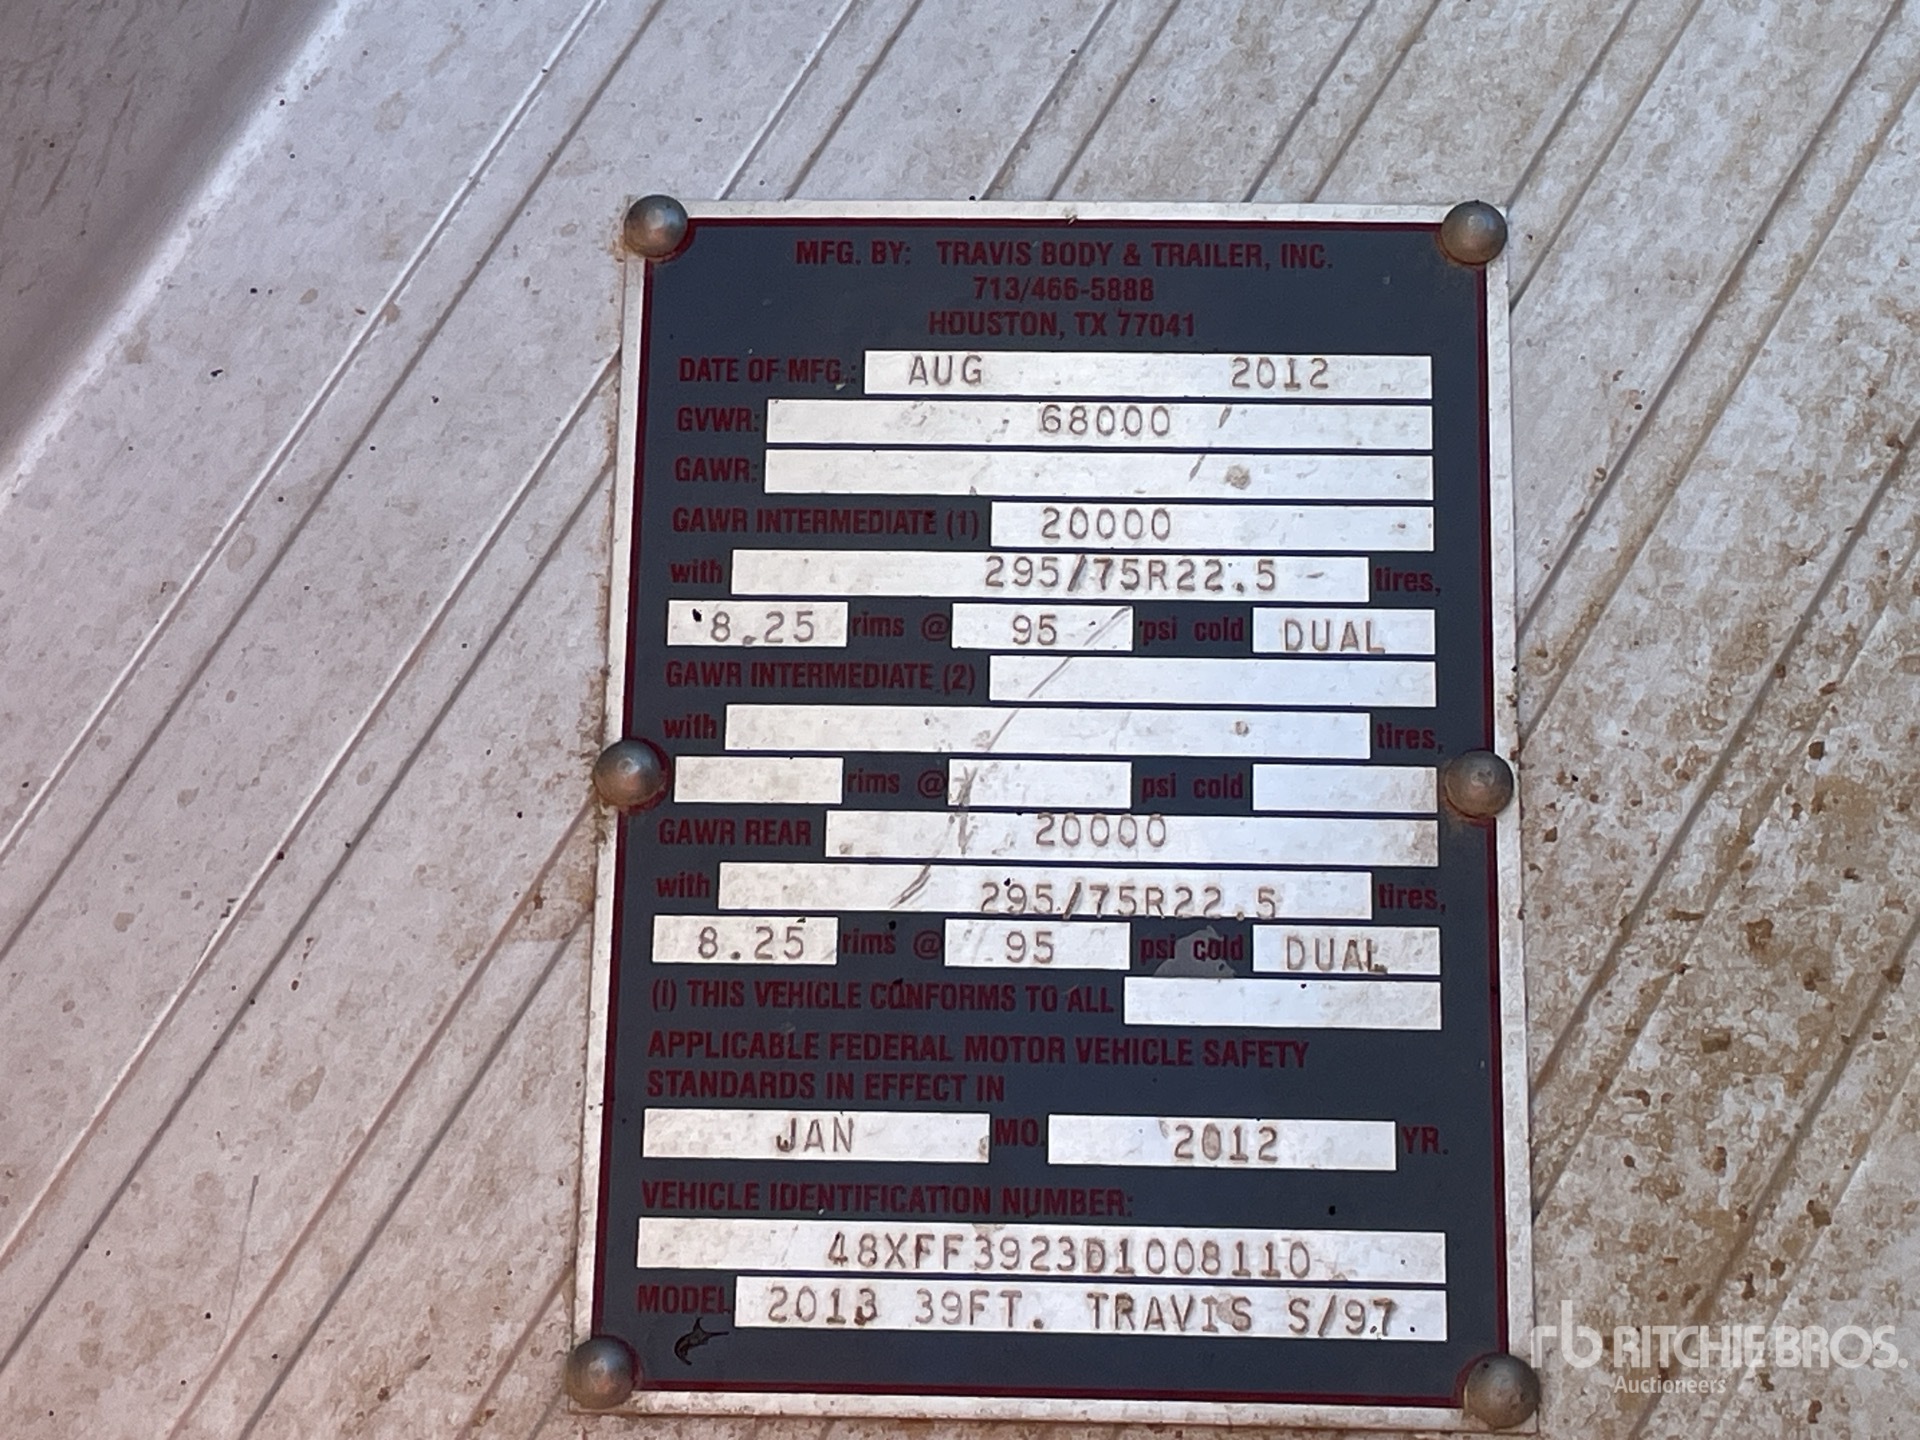 MFG. BY: TRAVIS BODY & TRAILER, INC.
713/466-5888
HOUSTON, TX 77041
DATE OF MFG.: AUG 2012
GVWR: 68000
GAWR:
GAWR INTERMEDIATE (1) 20000
with 295/75R22.5 tires,
8.25 rims @ 95 psi cold DUAL
GAWR INTERMEDIATE (2)
with tires,
rims @ psi cold
GAWR REAR 20000
with 295/75R22.5 tires,
8.25 rims @ 95 psi cold DUAL
(I) THIS VEHICLE CONFORMS TO ALL
APPLICABLE FEDERAL MOTOR VEHICLE SAFETY
STANDARDS IN EFFECT IN
JAN MO. 2012 YR.
VEHICLE IDENTIFICATION NUMBER:
48XFF3923D1008110
MODEL 2013 39FT. TRAVIS S/97.
rb RITCHIE BROS.
Auctioneers